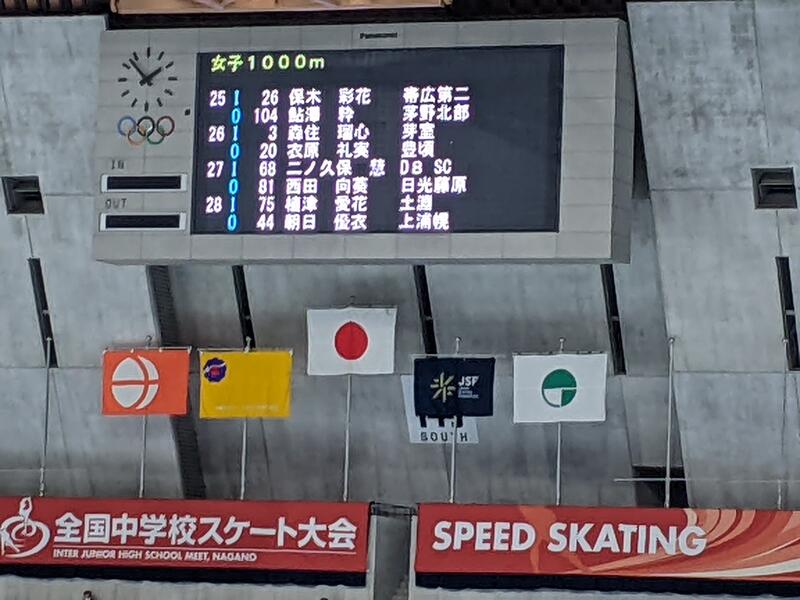 Panasonic
女子1000m
25 I 26 保木 彩花 帯広第二
O 104 鮎澤 粋 茅野北部
26 I 3 森住 瑠心 芽室
O 20 衣原 礼実 豊頃
27 I 68 二ノ久保 慈 D8 SC
O 81 西田 向葵 日光藤原
28 I 75 植津 愛花 土淵
O 44 朝日 優衣 上浦幌
IN
OUT
JSF
SOUTH
全国中学校スケート大会
INTER JUNIOR HIGH SCHOOL MEET, NAGANO
SPEED SKATING